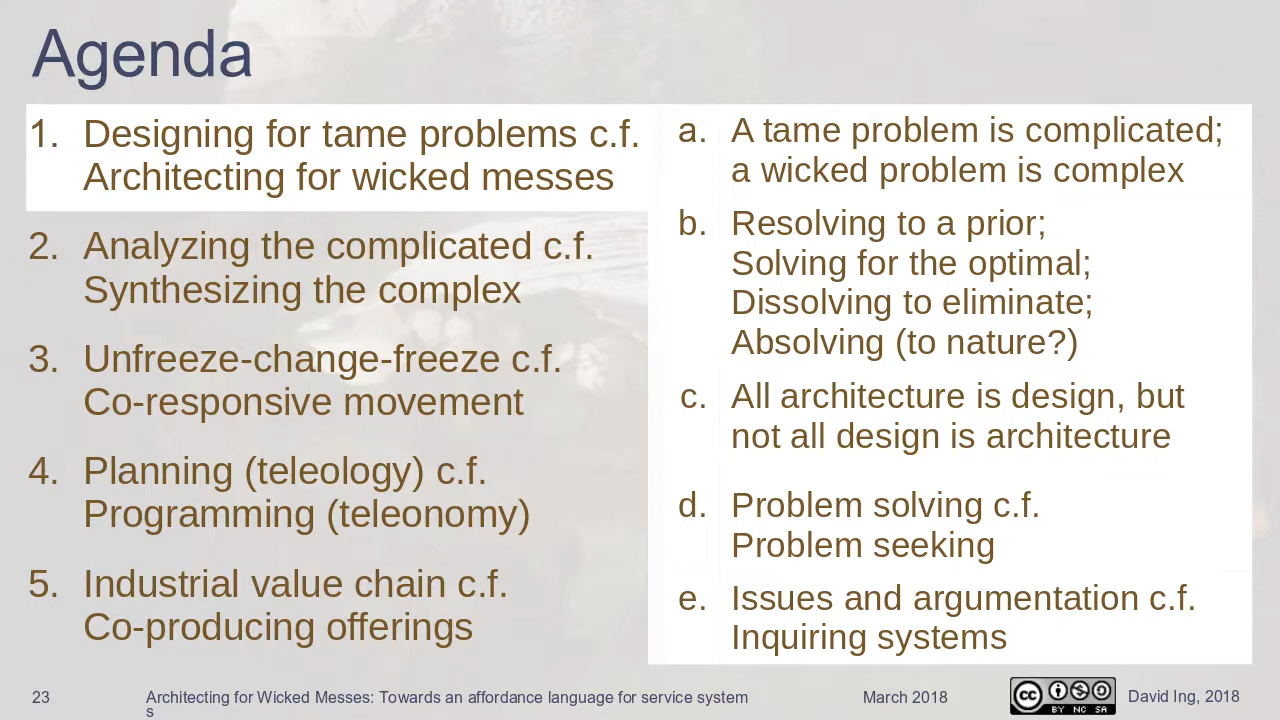 Agenda
1. Designing for tame problems c.f.
Architecting for wicked messes
2. Analyzing the complicated c.f.
Synthesizing the complex
3. Unfreeze-change-freeze c.f.
Co-responsive movement
4. Planning (teleology) c.f.
Programming (teleonomy)
5. Industrial value chain c.f.
Co-producing offerings
a. A tame problem is complicated;
a wicked problem is complex
b. Resolving to a prior;
Solving for the optimal;
Dissolving to eliminate;
Absolving (to nature?)
c. All architecture is design, but
not all design is architecture
d. Problem solving c.f.
Problem seeking
e. Issues and argumentation c.f.
Inquiring systems
23
Architecting for Wicked Messes: Towards an affordance language for service system
s
March 2018
cc
BY NC SA
David Ing, 2018